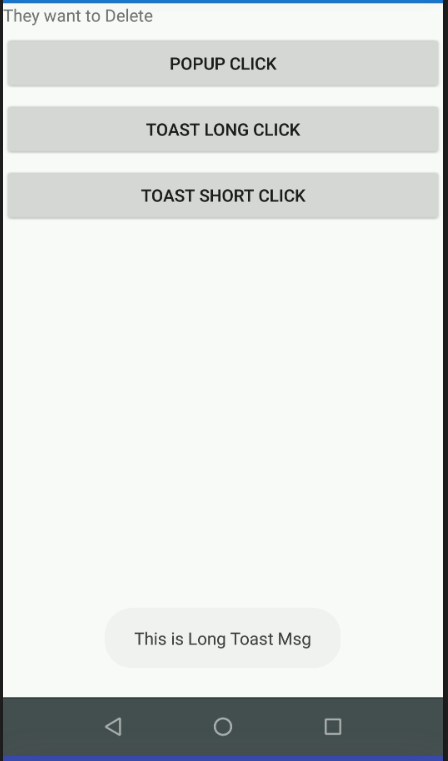 They want to Delete
POPUP CLICK
TOAST LONG CLICK
TOAST SHORT CLICK
This is Long Toast Msg